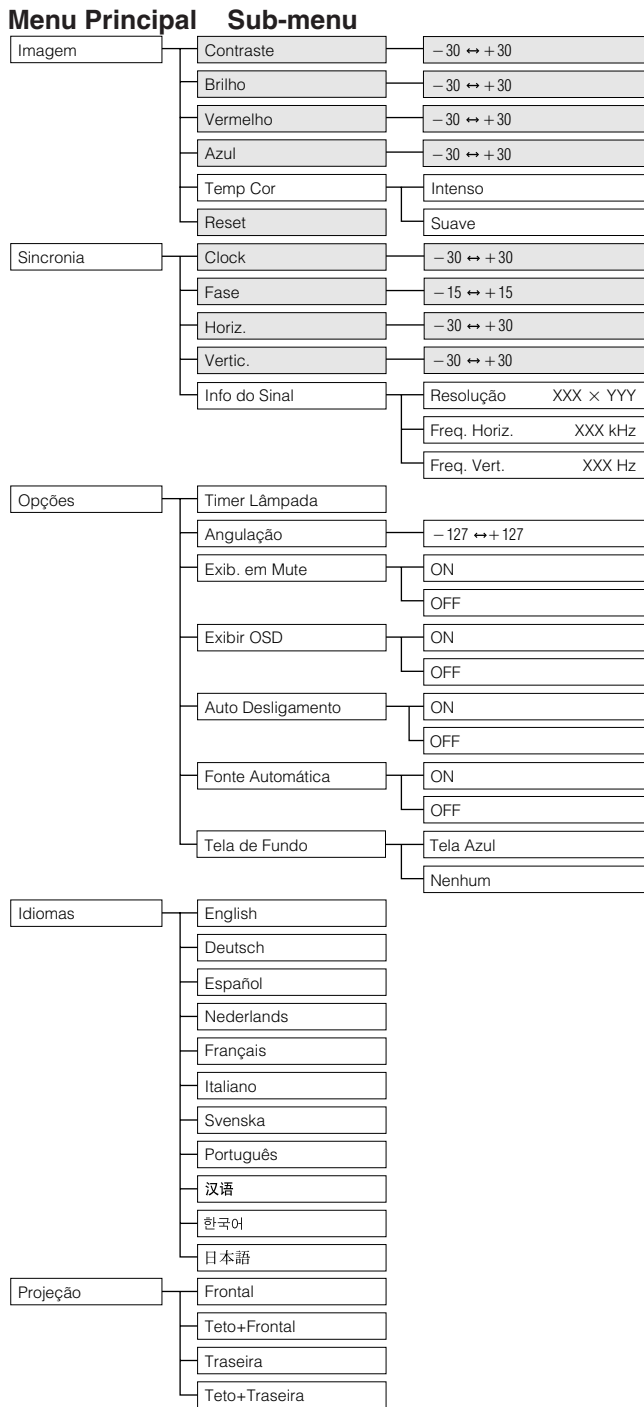 Menu Principal Sub-menu
Imagem Contraste −30 ↔ +30
Brilho −30 ↔ +30
Vermelho −30 ↔ +30
Azul −30 ↔ +30
Temp Cor Intenso
Reset Suave
Sincronia Clock −30 ↔ +30
Fase −15 ↔ +15
Horiz. −30 ↔ +30
Vertic. −30 ↔ +30
Info do Sinal Resolução XXX × YYY
Freq. Horiz. XXX kHz
Freq. Vert. XXX Hz
Opções Timer Lâmpada
Angulação −127 ↔ +127
Exib. em Mute ON
OFF
Exibir OSD ON
OFF
Auto Desligamento ON
OFF
Fonte Automática ON
OFF
Tela de Fundo Tela Azul
Nenhum
Idiomas English
Deutsch
Español
Nederlands
Français
Italiano
Svenska
Português
汉语
한국어
日本語
Projeção Frontal
Teto+Frontal
Traseira
Teto+Traseira